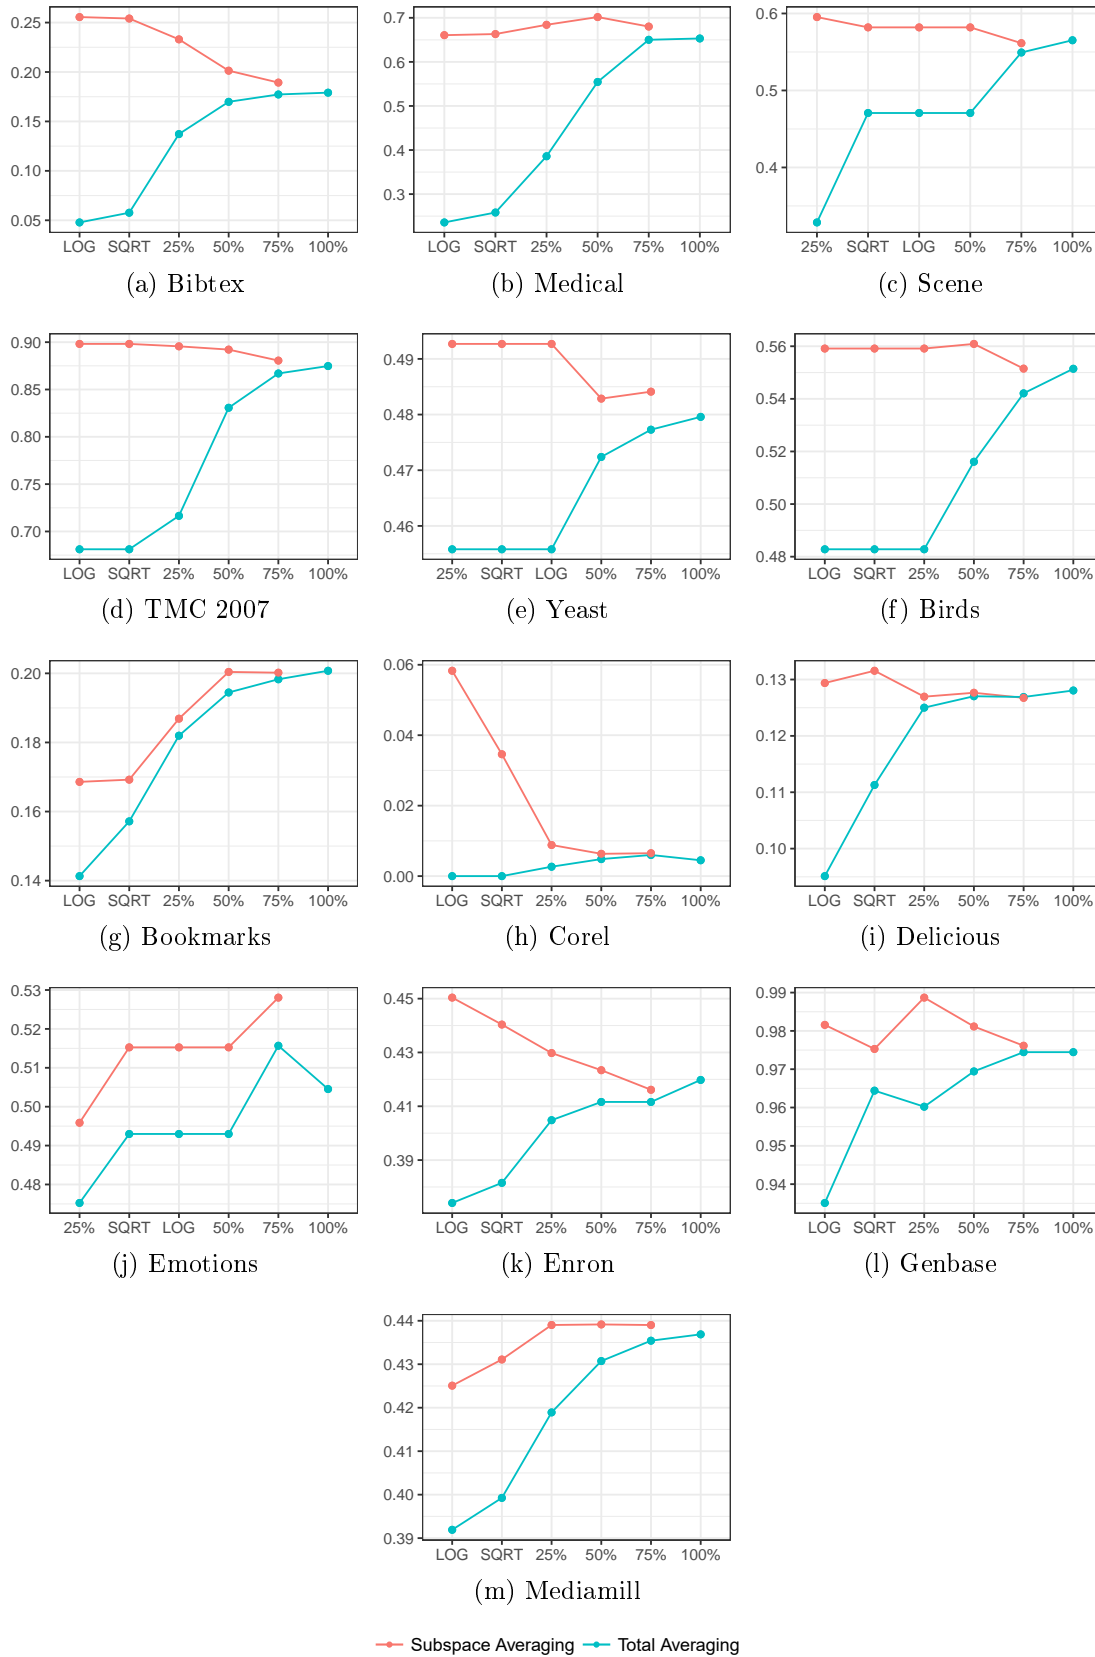 0.25
0.20
0.15
0.10
0.05
LOG SQRT 25% 50% 75% 100%
(a) Bibtex
0.7
0.6
0.5
0.4
0.3
LOG SQRT 25% 50% 75% 100%
(b) Medical
0.6
0.5
0.4
25% SQRT LOG 50% 75% 100%
(c) Scene
0.90
0.85
0.80
0.75
0.70
LOG SQRT 25% 50% 75% 100%
(d) TMC 2007
0.49
0.48
0.47
0.46
25% SQRT LOG 50% 75% 100%
(e) Yeast
0.56
0.54
0.52
0.50
0.48
LOG SQRT 25% 50% 75% 100%
(f) Birds
0.20
0.18
0.16
0.14
LOG SQRT 25% 50% 75% 100%
(g) Bookmarks
0.06
0.04
0.02
0.00
LOG SQRT 25% 50% 75% 100%
(h) Corel
0.13
0.12
0.11
0.10
LOG SQRT 25% 50% 75% 100%
(i) Delicious
0.53
0.52
0.51
0.50
0.49
0.48
25% SQRT LOG 50% 75% 100%
(j) Emotions
0.45
0.43
0.41
0.39
LOG SQRT 25% 50% 75% 100%
(k) Enron
0.99
0.98
0.97
0.96
0.95
0.94
LOG SQRT 25% 50% 75% 100%
(l) Genbase
0.44
0.43
0.42
0.41
0.40
0.39
LOG SQRT 25% 50% 75% 100%
(m) Mediamill
Subspace Averaging Total Averaging